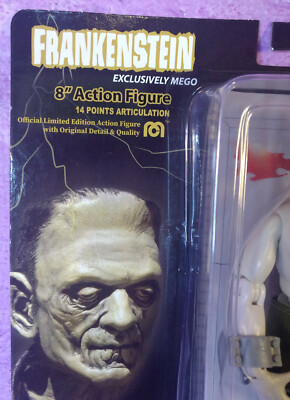 FRANKENSTEIN
EXCLUSIVELY MEGO
8" Action Figure
14 POINTS ARTICULATION
Official Limited Edition Action Figure
with Original Detail & Quality